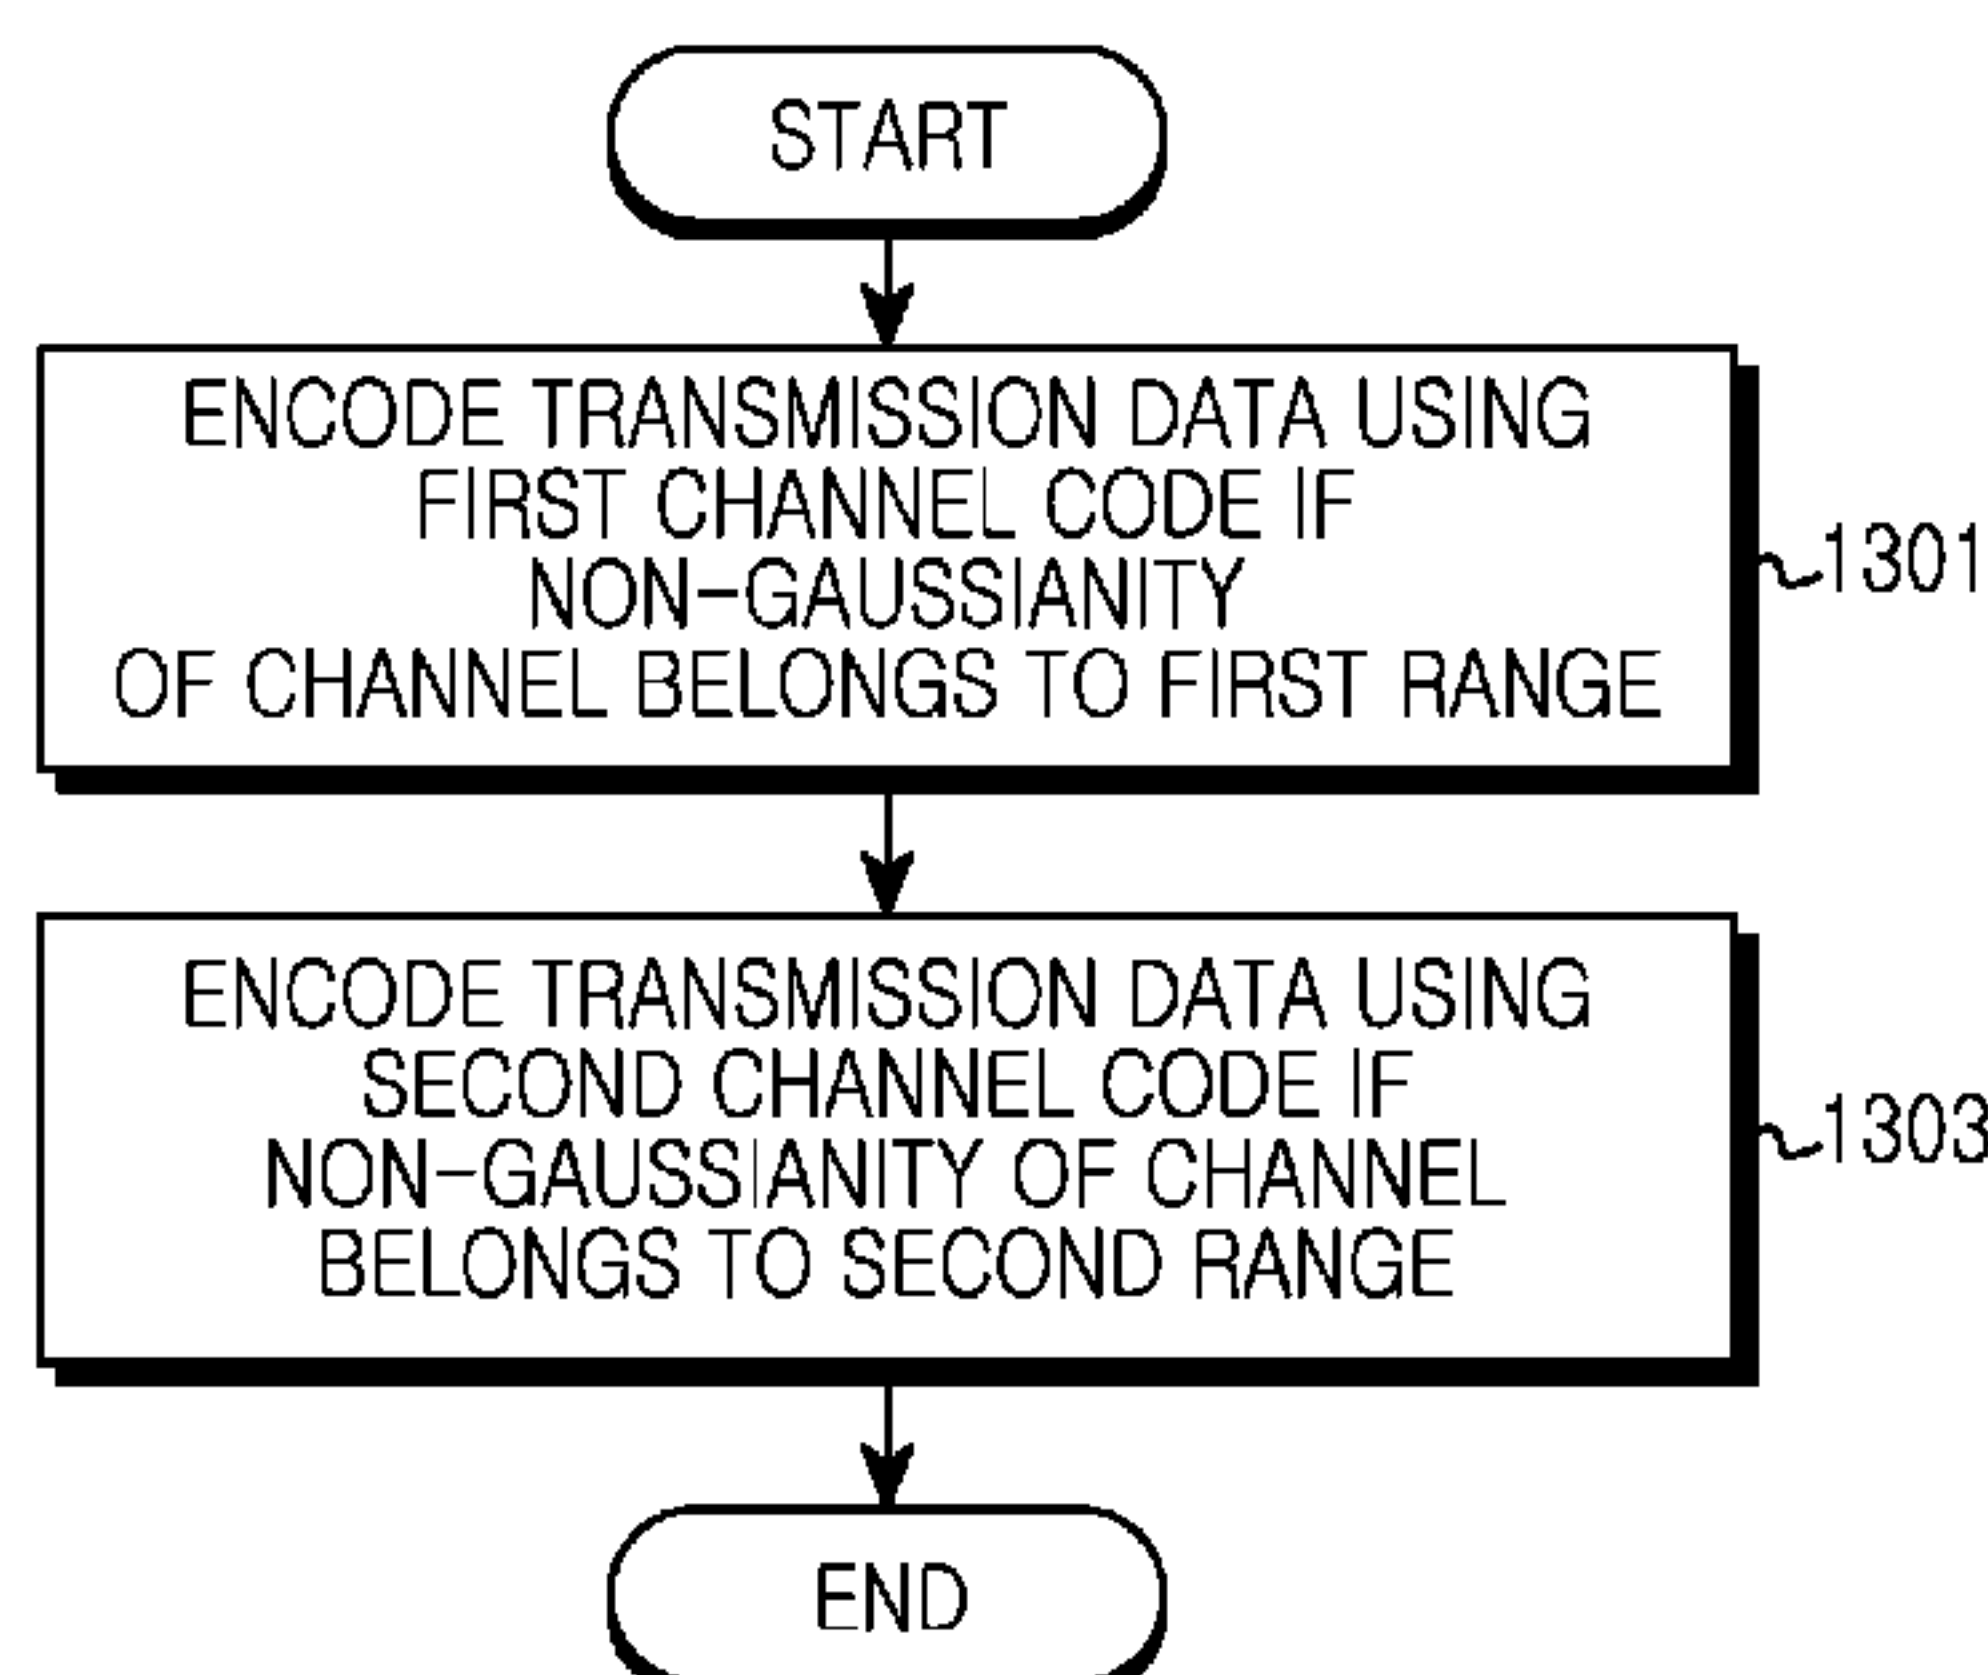 START
ENCODE TRANSMISSION DATA USING
FIRST CHANNEL CODE IF
NON-GAUSSIANITY
OF CHANNEL BELONGS TO FIRST RANGE
1301
ENCODE TRANSMISSION DATA USING
SECOND CHANNEL CODE IF
NON-GAUSSIANITY OF CHANNEL
BELONGS TO SECOND RANGE
1303
END